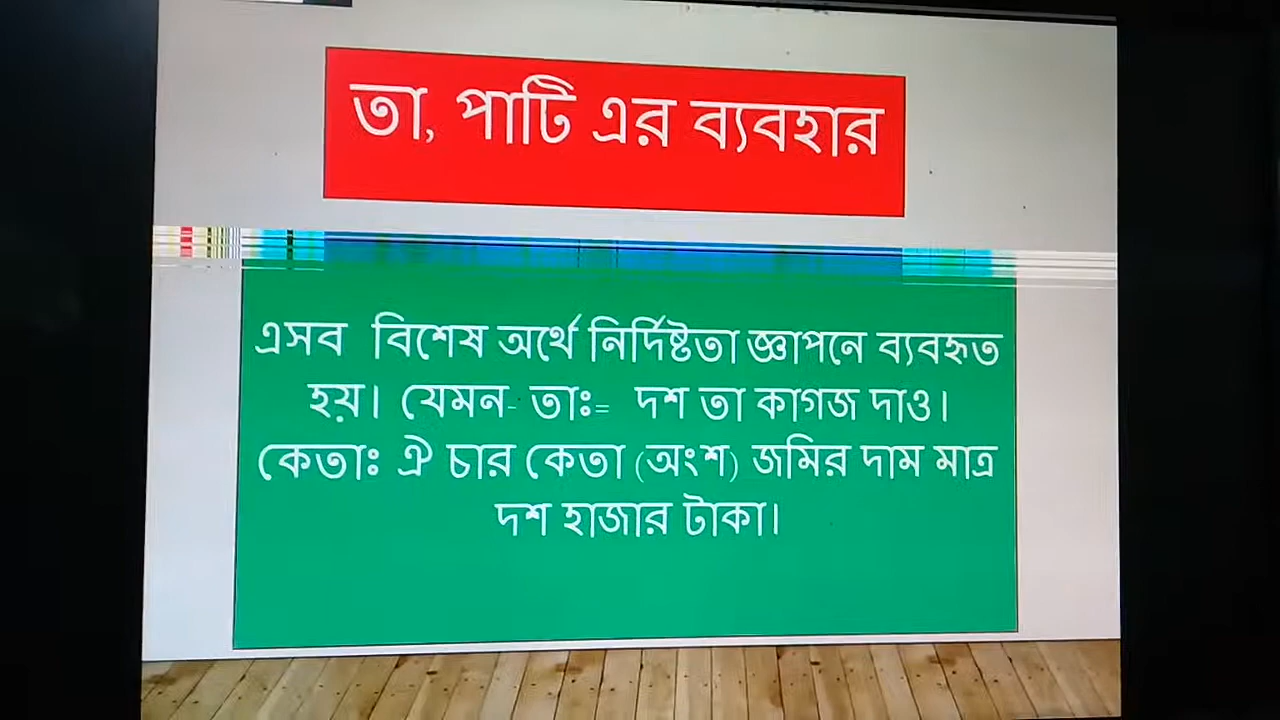 তা, পাটি এর ব্যবহার
এসব বিশেষ অর্থে নির্দিষ্টতা জ্ঞাপনে ব্যবহৃত
হয়। যেমন- তাঃ= দশ তা কাগজ দাও।
কেতাঃ ঐ চার কেতা (অংশ) জমির দাম মাত্র
দশ হাজার টাকা।